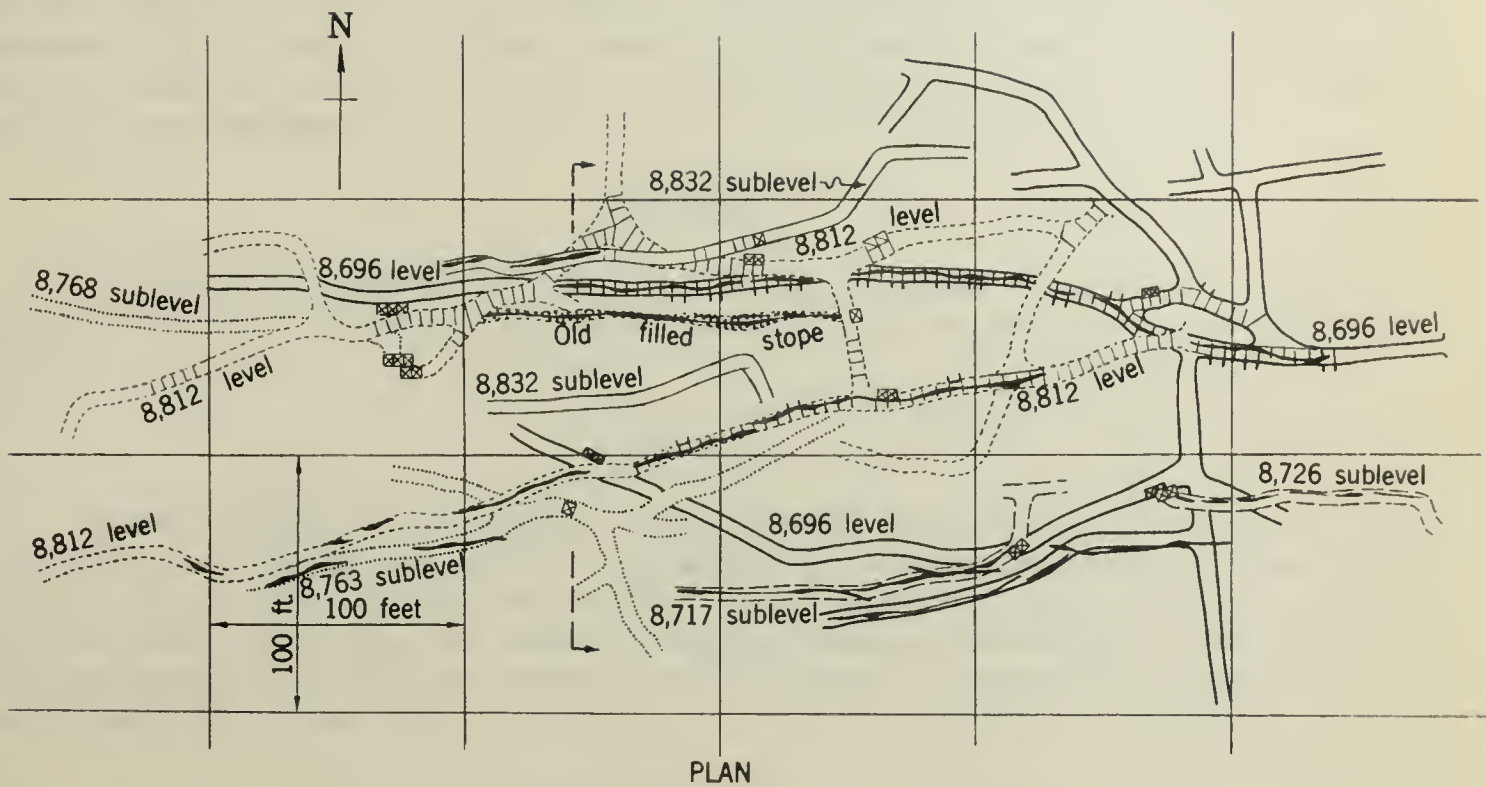 N
8,832 sublevel
8,812 level
8,696 level
8,768 sublevel
Old filled stope
8,696 level
8,832 sublevel
8,812 level
8,812 level
8,726 sublevel
8,812 level
8,696 level
8,763 sublevel
100 feet
8,717 sublevel
100 ft.
PLAN